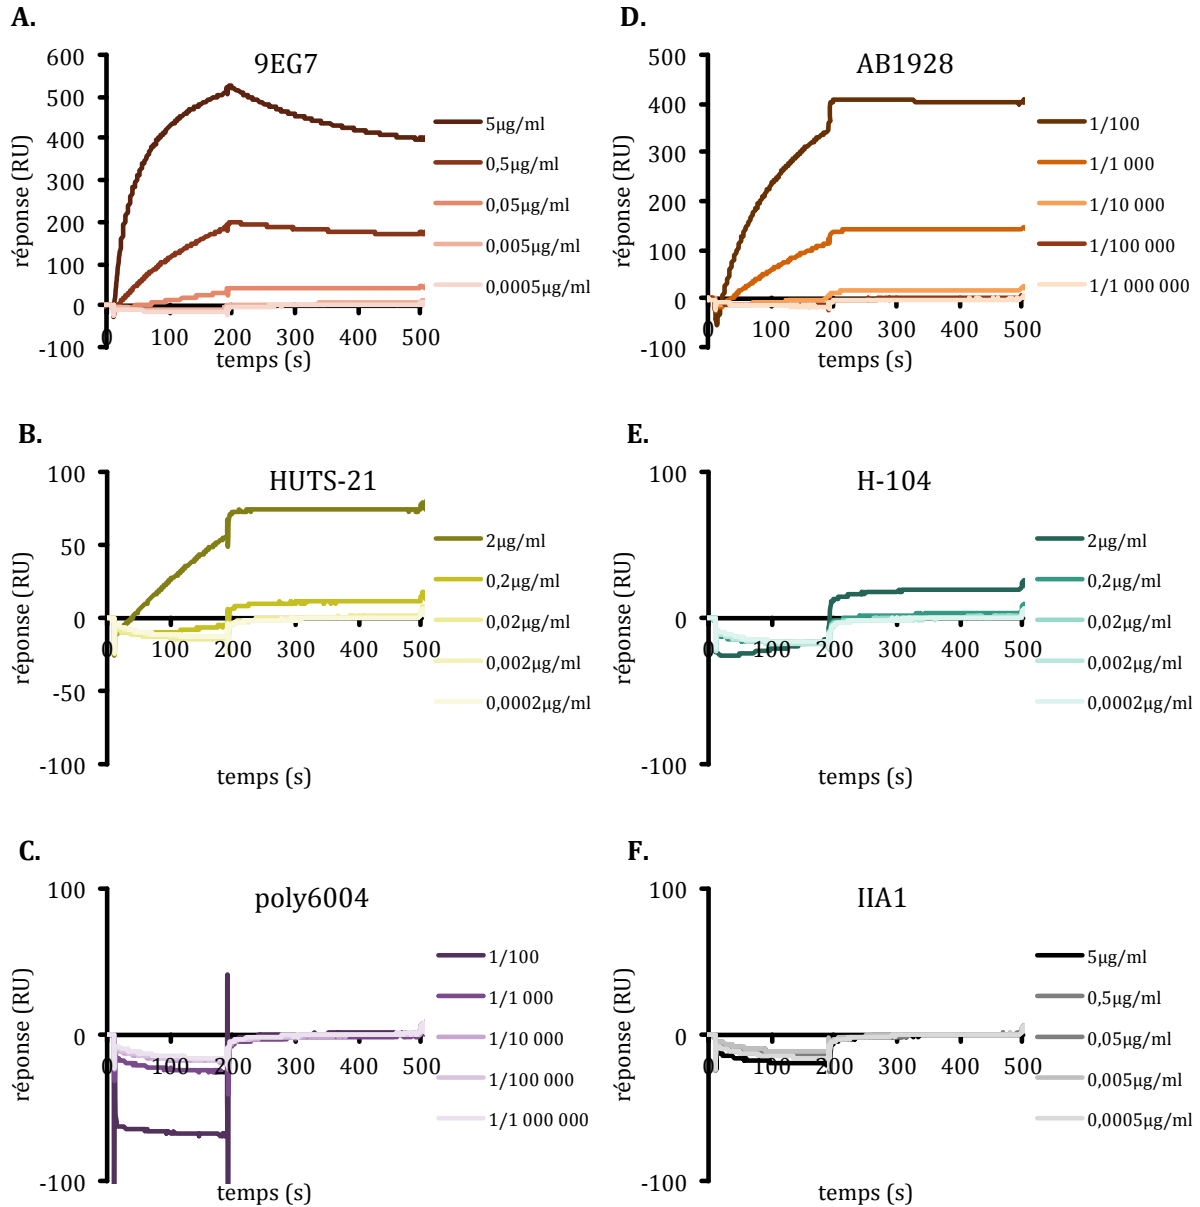 A.
9EG7
600
500
400
300
200
100
0
-100
0 100 200 300 400 500
réponse (RU)
temps (s)
5µg/ml
0,5µg/ml
0,05µg/ml
0,005µg/ml
0,0005µg/ml
D.
AB1928
500
400
300
200
100
0
-100
0 100 200 300 400 500
réponse (RU)
temps (s)
1/100
1/1 000
1/10 000
1/100 000
1/1 000 000
B.
HUTS-21
100
50
0
-50
-100
0 100 200 300 400 500
réponse (RU)
temps (s)
2µg/ml
0,2µg/ml
0,02µg/ml
0,002µg/ml
0,0002µg/ml
E.
H-104
100
50
0
-50
-100
0 100 200 300 400 500
réponse (RU)
temps (s)
2µg/ml
0,2µg/ml
0,02µg/ml
0,002µg/ml
0,0002µg/ml
C.
poly6004
100
0
-100
0 100 200 300 400 500
réponse (RU)
temps (s)
1/100
1/1 000
1/10 000
1/100 000
1/1 000 000
F.
IIA1
100
0
-100
0 100 200 300 400 500
réponse (RU)
temps (s)
5µg/ml
0,5µg/ml
0,05µg/ml
0,005µg/ml
0,0005µg/ml